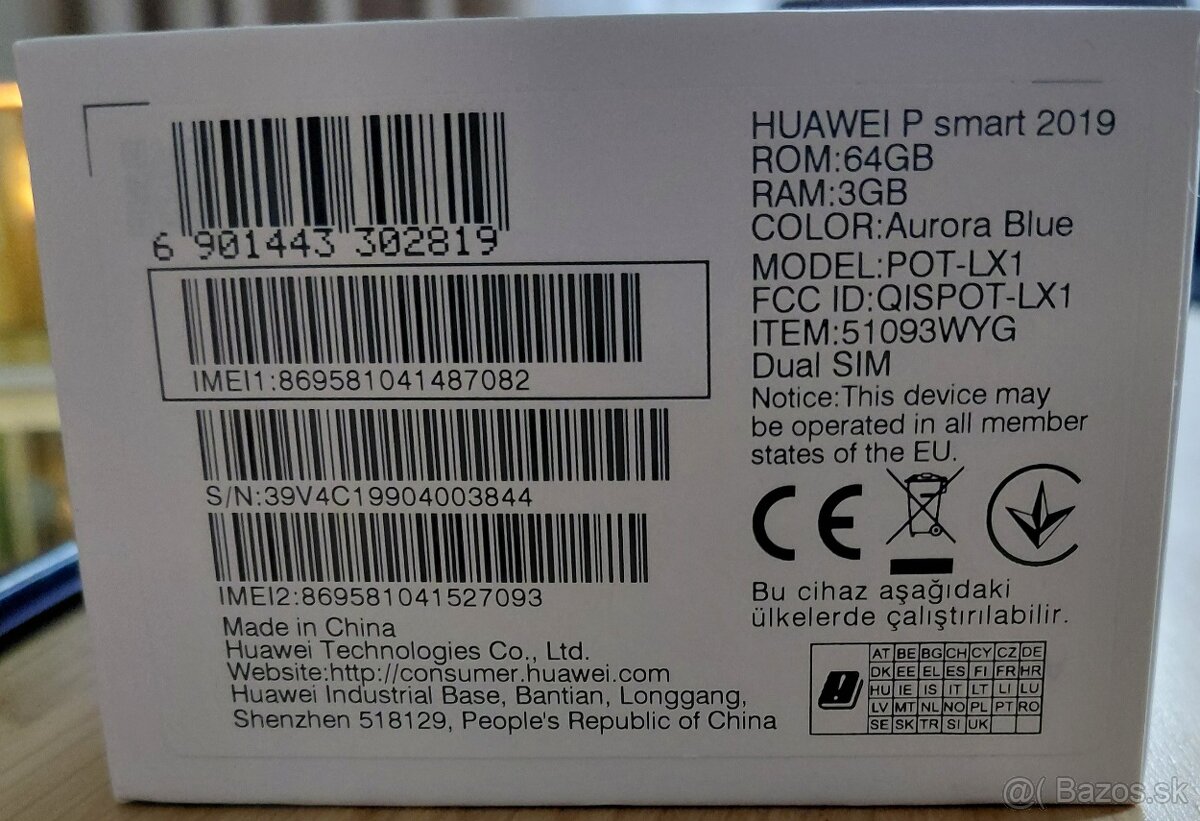 6 901443 302819
IMEI1:869581041487082
S/N:39V4C19904003844
IMEI2:869581041527093
Made in China
Huawei Technologies Co., Ltd.
Website:http://consumer.huawei.com
Huawei Industrial Base, Bantian, Longgang,
Shenzhen 518129, People's Republic of China
HUAWEI P smart 2019
ROM:64GB
RAM:3GB
COLOR:Aurora Blue
MODEL:POT-LX1
FCC ID:QISPOT-LX1
ITEM:51093WYG
Dual SIM
Notice:This device may
be operated in all member
states of the EU.
CE
Bu cihaz aşağıdaki
ülkelerde çalıştırılabilir.
AT BE BG CH CY CZ DE
DK EE EL ES FI FR HR
HU IE IS IT LT LI LU
LV MT NL NO PL PT RO
SE SK TR SI UK
@( Bazos.sk